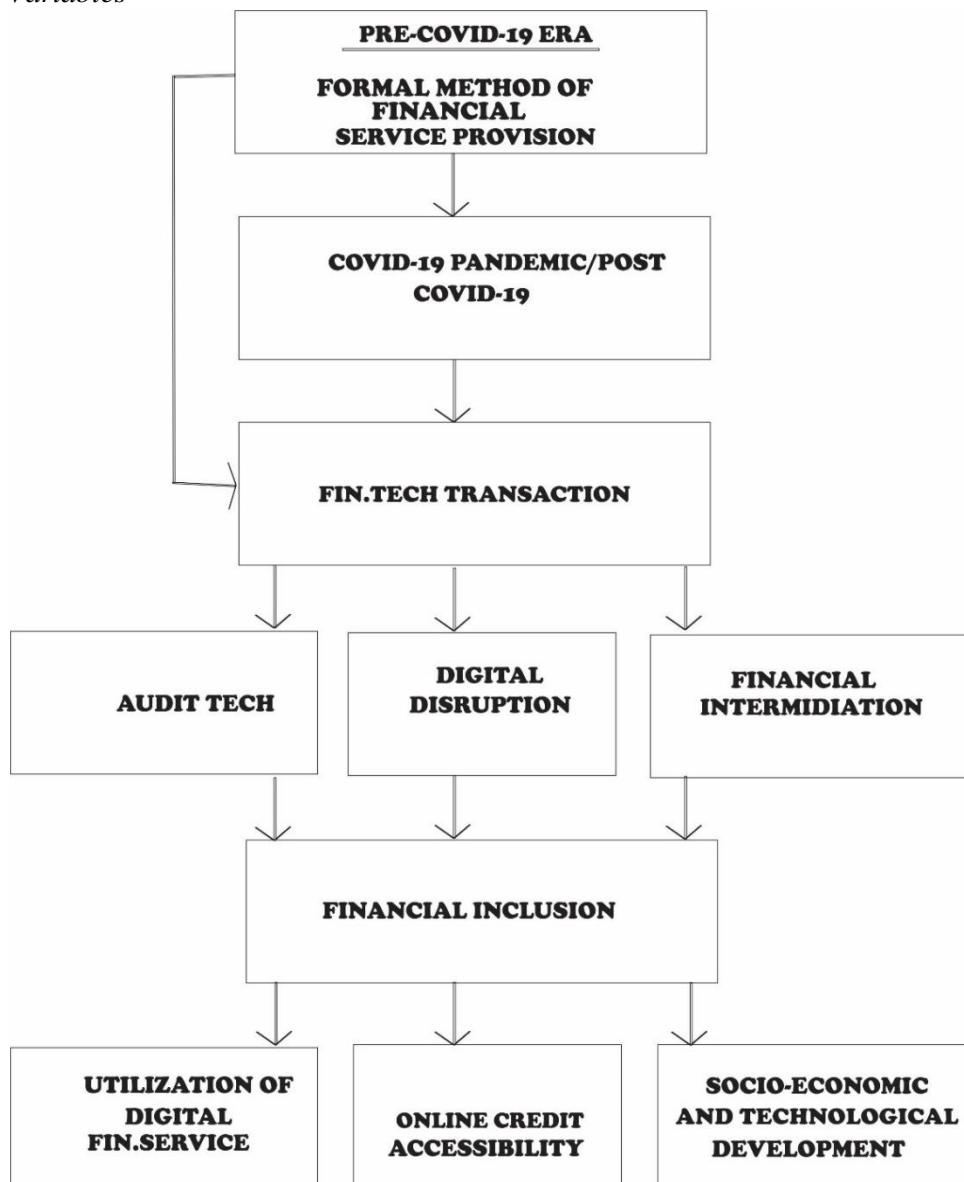 variables
PRE-COVID-19 ERA
FORMAL METHOD OF
FINANCIAL
SERVICE PROVISION
COVID-19 PANDEMIC/POST
COVID-19
FIN.TECH TRANSACTION
AUDIT TECH
DIGITAL
DISRUPTION
FINANCIAL
INTERMIDIATION
FINANCIAL INCLUSION
UTILIZATION OF
DIGITAL
FIN.SERVICE
ONLINE CREDIT
ACCESSIBILITY
SOCIO-ECONOMIC
AND TECHNOLOGICAL
DEVELOPMENT